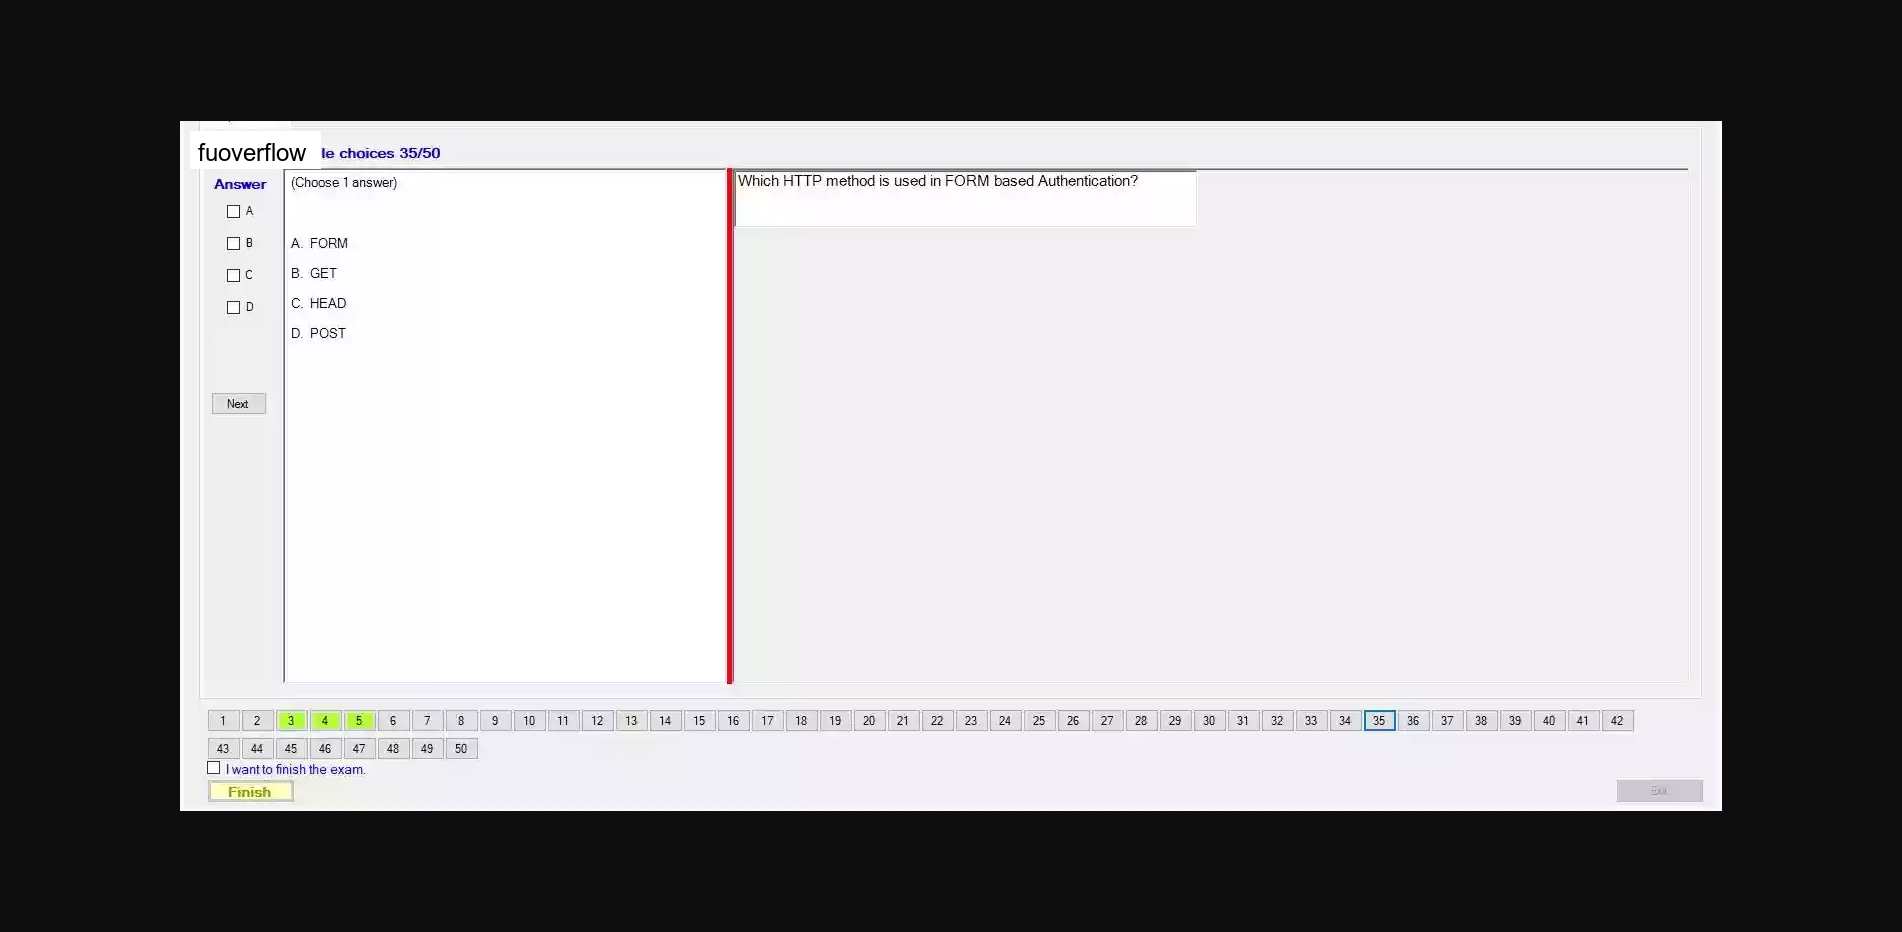 fuoverflow
le choices 35/50
Answer
(Choose 1 answer)
Which HTTP method is used in FORM based Authentication?
A
B
C
D
A. FORM
B. GET
C. HEAD
D. POST
Next
1 2 3 4 5 6 7 8 9 10 11 12 13 14 15 16 17 18 19 20 21 22 23 24 25 26 27 28 29 30 31 32 33 34 35 36 37 38 39 40 41 42
43 44 45 46 47 48 49 50
I want to finish the exam.
Finish
Exit